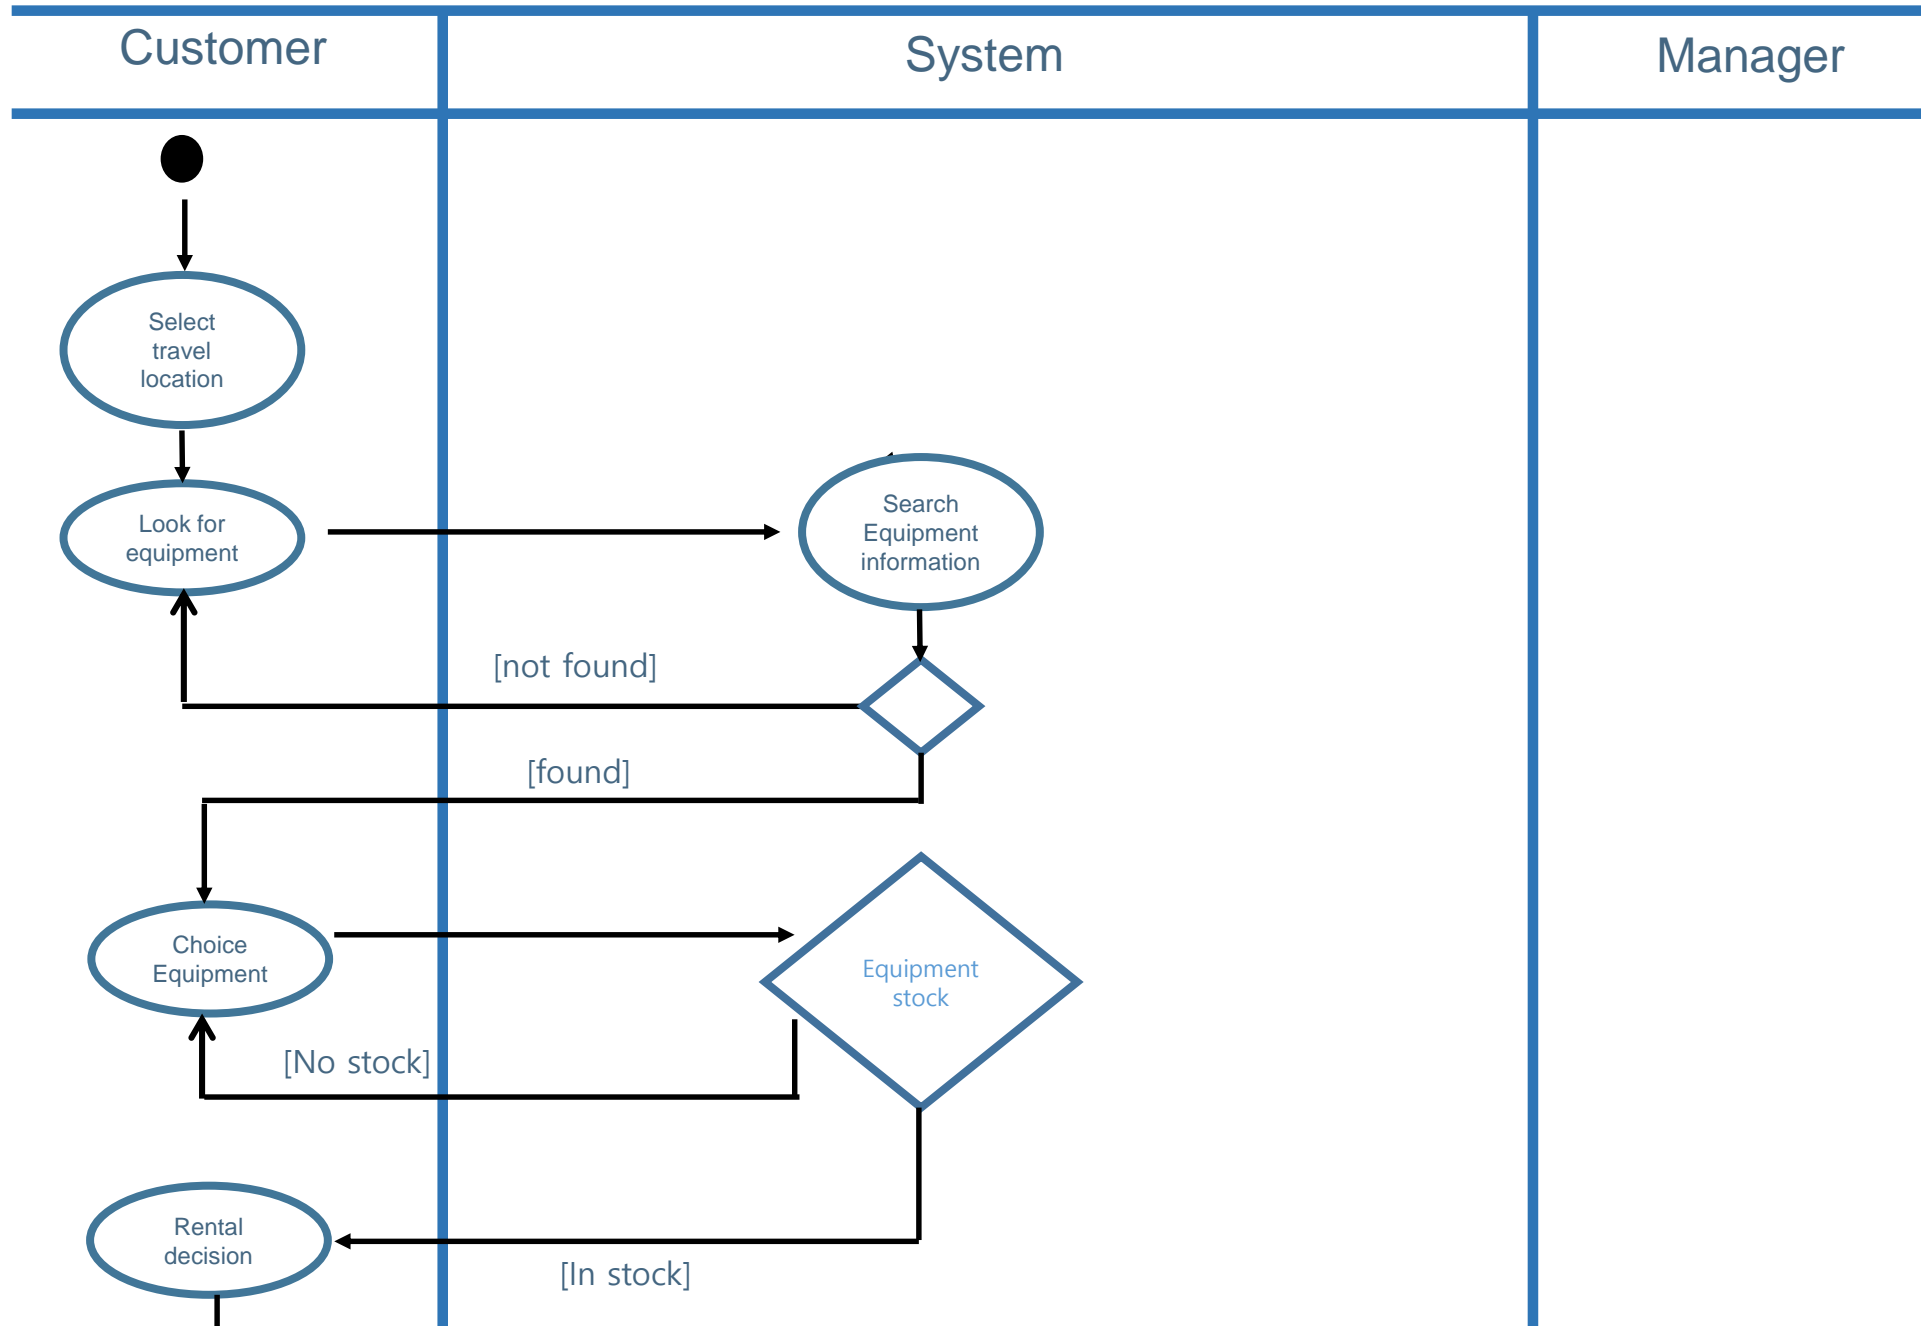 Customer
System
Manager
Select
travel
location
Look for
equipment
Search
Equipment
information
[not found]
[found]
Choice
Equipment
Equipment
stock
[No stock]
Rental
decision
[In stock]